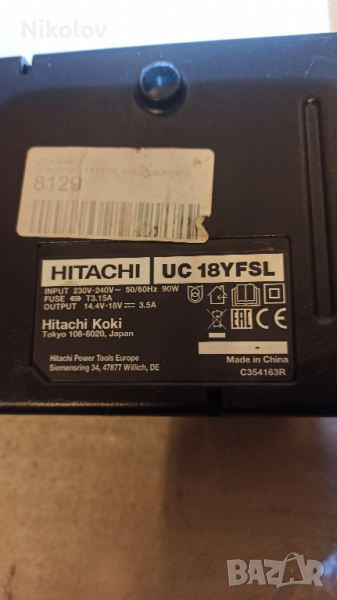 Nikolov
8129
HITACHI
UC 18YFSL
INPUT 230V-240V~ 50/60Hz 90W
FUSE T3.15A
OUTPUT 14.4V-18V⎓ 3.5A
Hitachi Koki
Tokyo 108-6020, Japan
EAC
CE
Hitachi Power Tools Europe
Siemensring 34, 47877 Willich, DE
Made in China
C354163R
BAZAR.bg